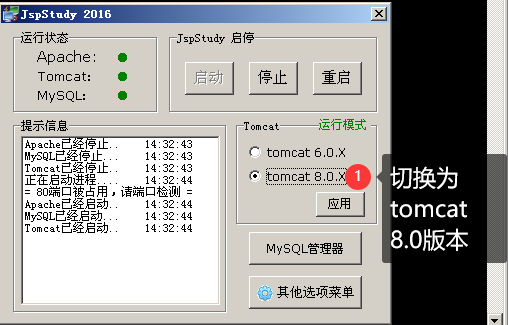 JspStudy 2016
运行状态
Apache:
Tomcat:
MySQL:
JspStudy 启停
启动
停止
重启
提示信息
Apache已经停止.. 14:32:43
MySQL已经停止.. 14:32:43
Tomcat已经停止.. 14:32:43
正在启动进程... 14:32:44
= 80端口被占用，请端口检测 =
Apache已经启动.. 14:32:44
MySQL已经启动... 14:32:44
Tomcat已经启动.. 14:32:44
Tomcat
运行模式
tomcat 6.0.X
tomcat 8.0.X
1
应用
MySQL管理器
其他选项菜单
切换为
tomcat
8.0版本